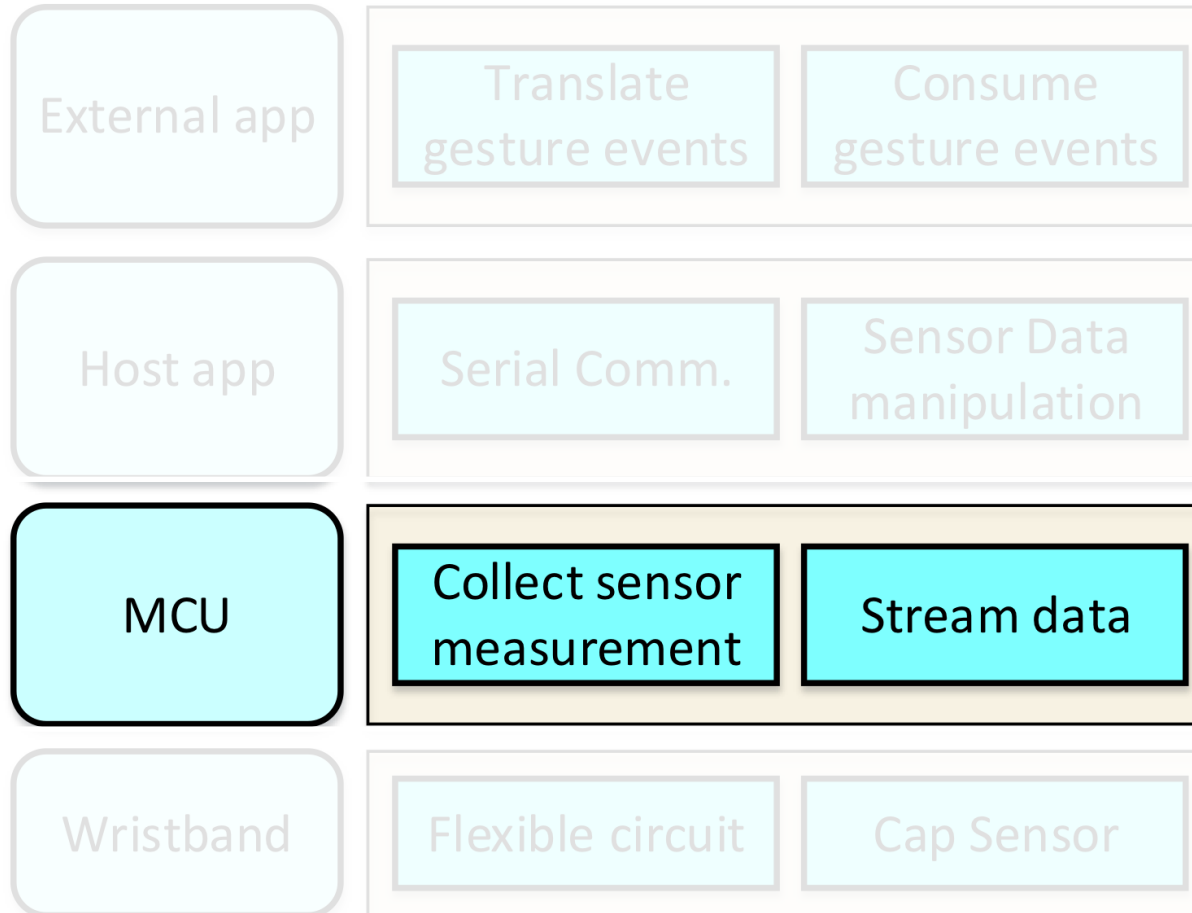 External app
Translate
gesture events
Consume
gesture events
Host app
Serial Comm.
Sensor Data
manipulation
MCU
Collect sensor
measurement
Stream data
Wristband
Flexible circuit
Cap Sensor